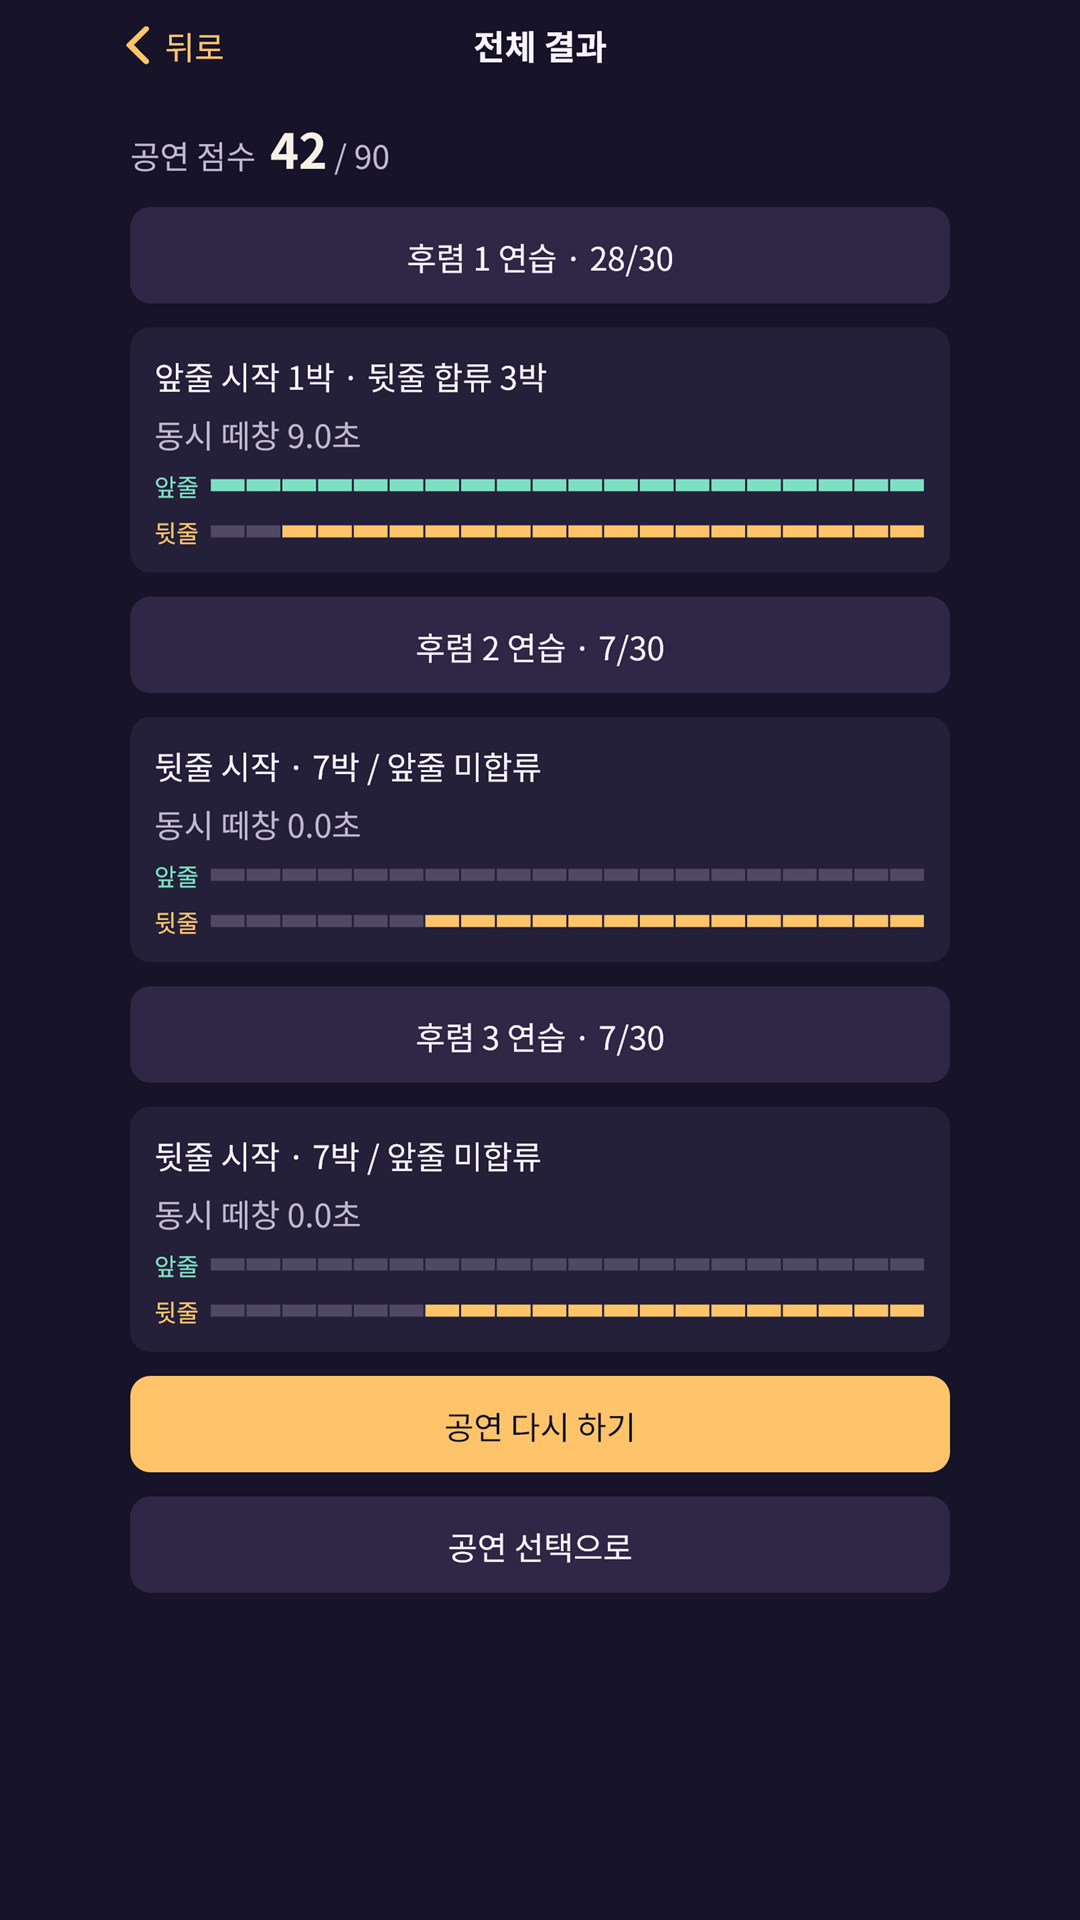 뒤로
전체 결과
공연 점수 42 / 90
후렴 1 연습 · 28/30
앞줄 시작 1박 · 뒷줄 합류 3박
동시 떼창 9.0초
앞줄
뒷줄
후렴 2 연습 · 7/30
뒷줄 시작 · 7박 / 앞줄 미합류
동시 떼창 0.0초
앞줄
뒷줄
후렴 3 연습 · 7/30
뒷줄 시작 · 7박 / 앞줄 미합류
동시 떼창 0.0초
앞줄
뒷줄
공연 다시 하기
공연 선택으로